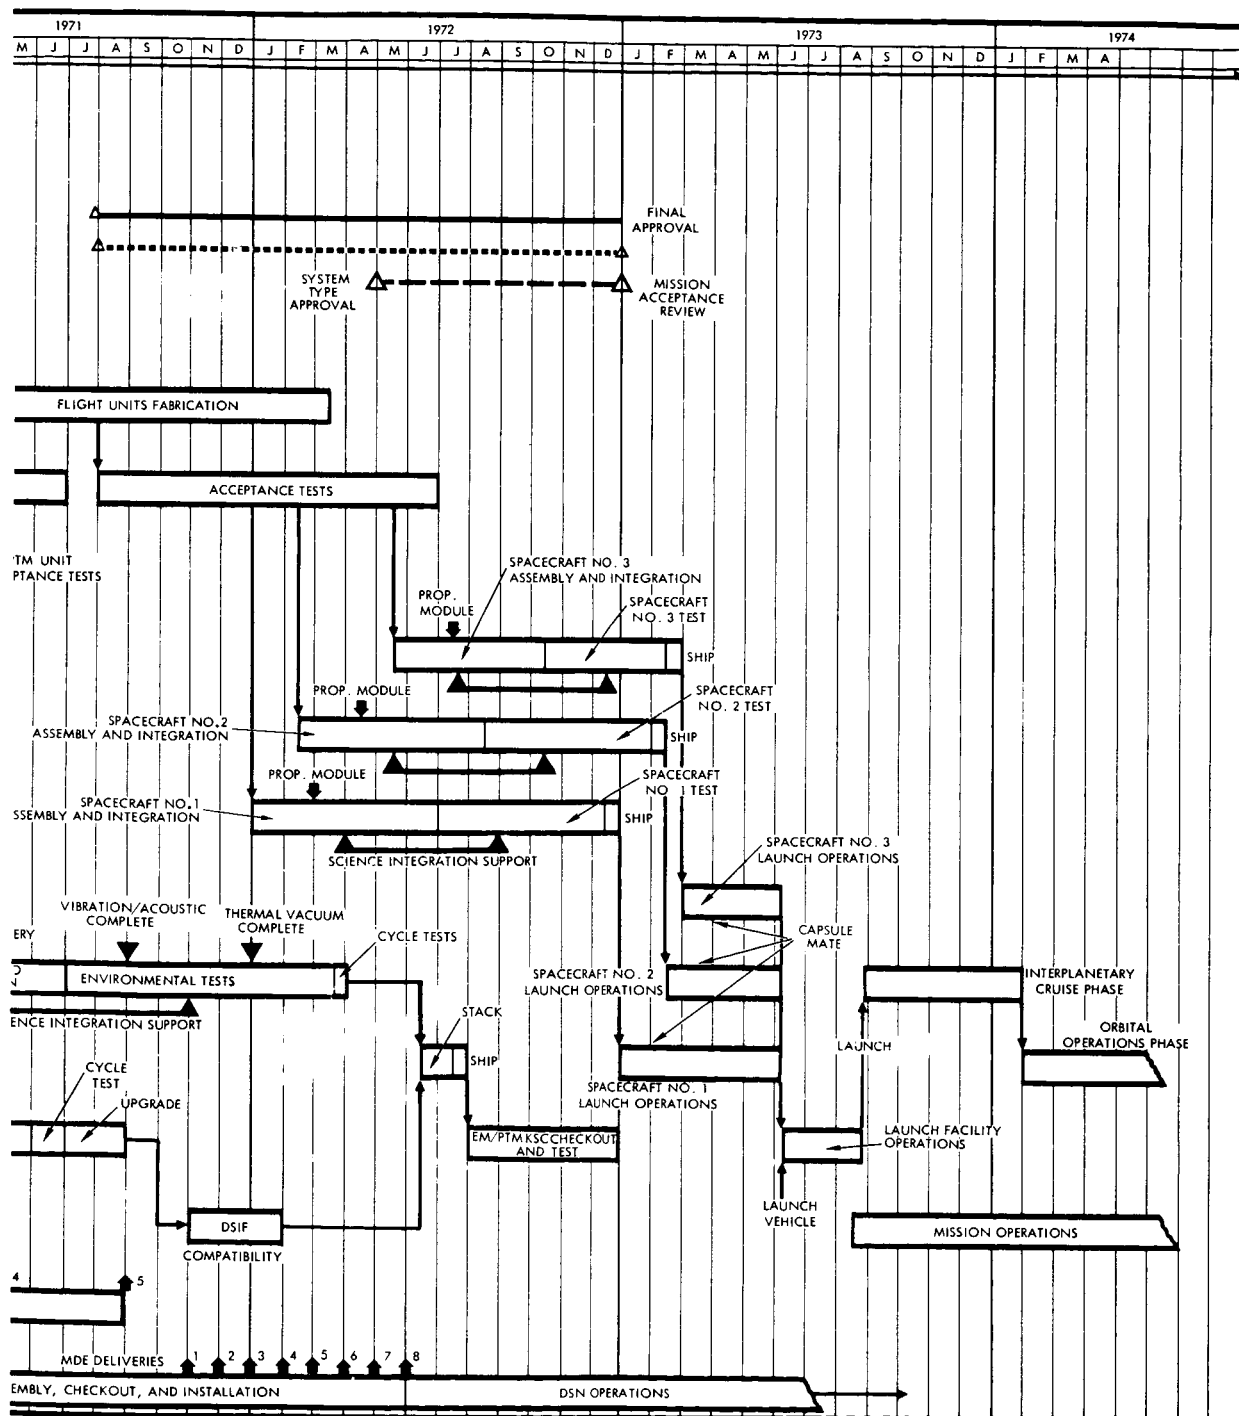 1971 1972 1973 1974
M J J A S O N D J F M A M J J A S O N D J F M A M J J A S O N D J F M A
FINAL
APPROVAL
SYSTEM
TYPE
APPROVAL
MISSION
ACCEPTANCE
REVIEW
FLIGHT UNITS FABRICATION
ACCEPTANCE TESTS
TM UNIT
PTANCE TESTS
SPACECRAFT NO. 3
ASSEMBLY AND INTEGRATION
PROP.
MODULE
SPACECRAFT
NO. 3 TEST
SHIP
PROP. MODULE
SPACECRAFT
NO. 2 TEST
SPACECRAFT NO.2
ASSEMBLY AND INTEGRATION
SHIP
PROP. MODULE
SPACECRAFT
NO. 1 TEST
SPACECRAFT NO.1
SSEMBLY AND INTEGRATION
SHIP
SCIENCE INTEGRATION SUPPORT
SPACECRAFT NO. 3
LAUNCH OPERATIONS
VIBRATION/ACOUSTIC
COMPLETE
THERMAL VACUUM
COMPLETE
ERY
CYCLE TESTS
CAPSULE
MATE
ENVIRONMENTAL TESTS
SPACECRAFT NO. 2
LAUNCH OPERATIONS
INTERPLANETARY
CRUISE PHASE
ENCE INTEGRATION SUPPORT
STACK
SHIP
LAUNCH
ORBITAL
OPERATIONS PHASE
CYCLE
TEST
UPGRADE
SPACECRAFT NO. 1
LAUNCH OPERATIONS
EM/PTM KSC CHECKOUT
AND TEST
LAUNCH FACILITY
OPERATIONS
LAUNCH
VEHICLE
DSIF
COMPATIBILITY
MISSION OPERATIONS
4 5
MDE DELIVERIES 1 2 3 4 5 6 7 8
EMBLY, CHECKOUT, AND INSTALLATION
DSN OPERATIONS